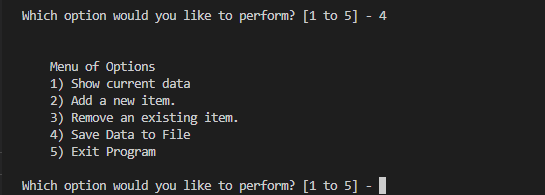 Which option would you like to perform? [1 to 5] - 4
Menu of Options
1) Show current data
2) Add a new item.
3) Remove an existing item.
4) Save Data to File
5) Exit Program
Which option would you like to perform? [1 to 5] -